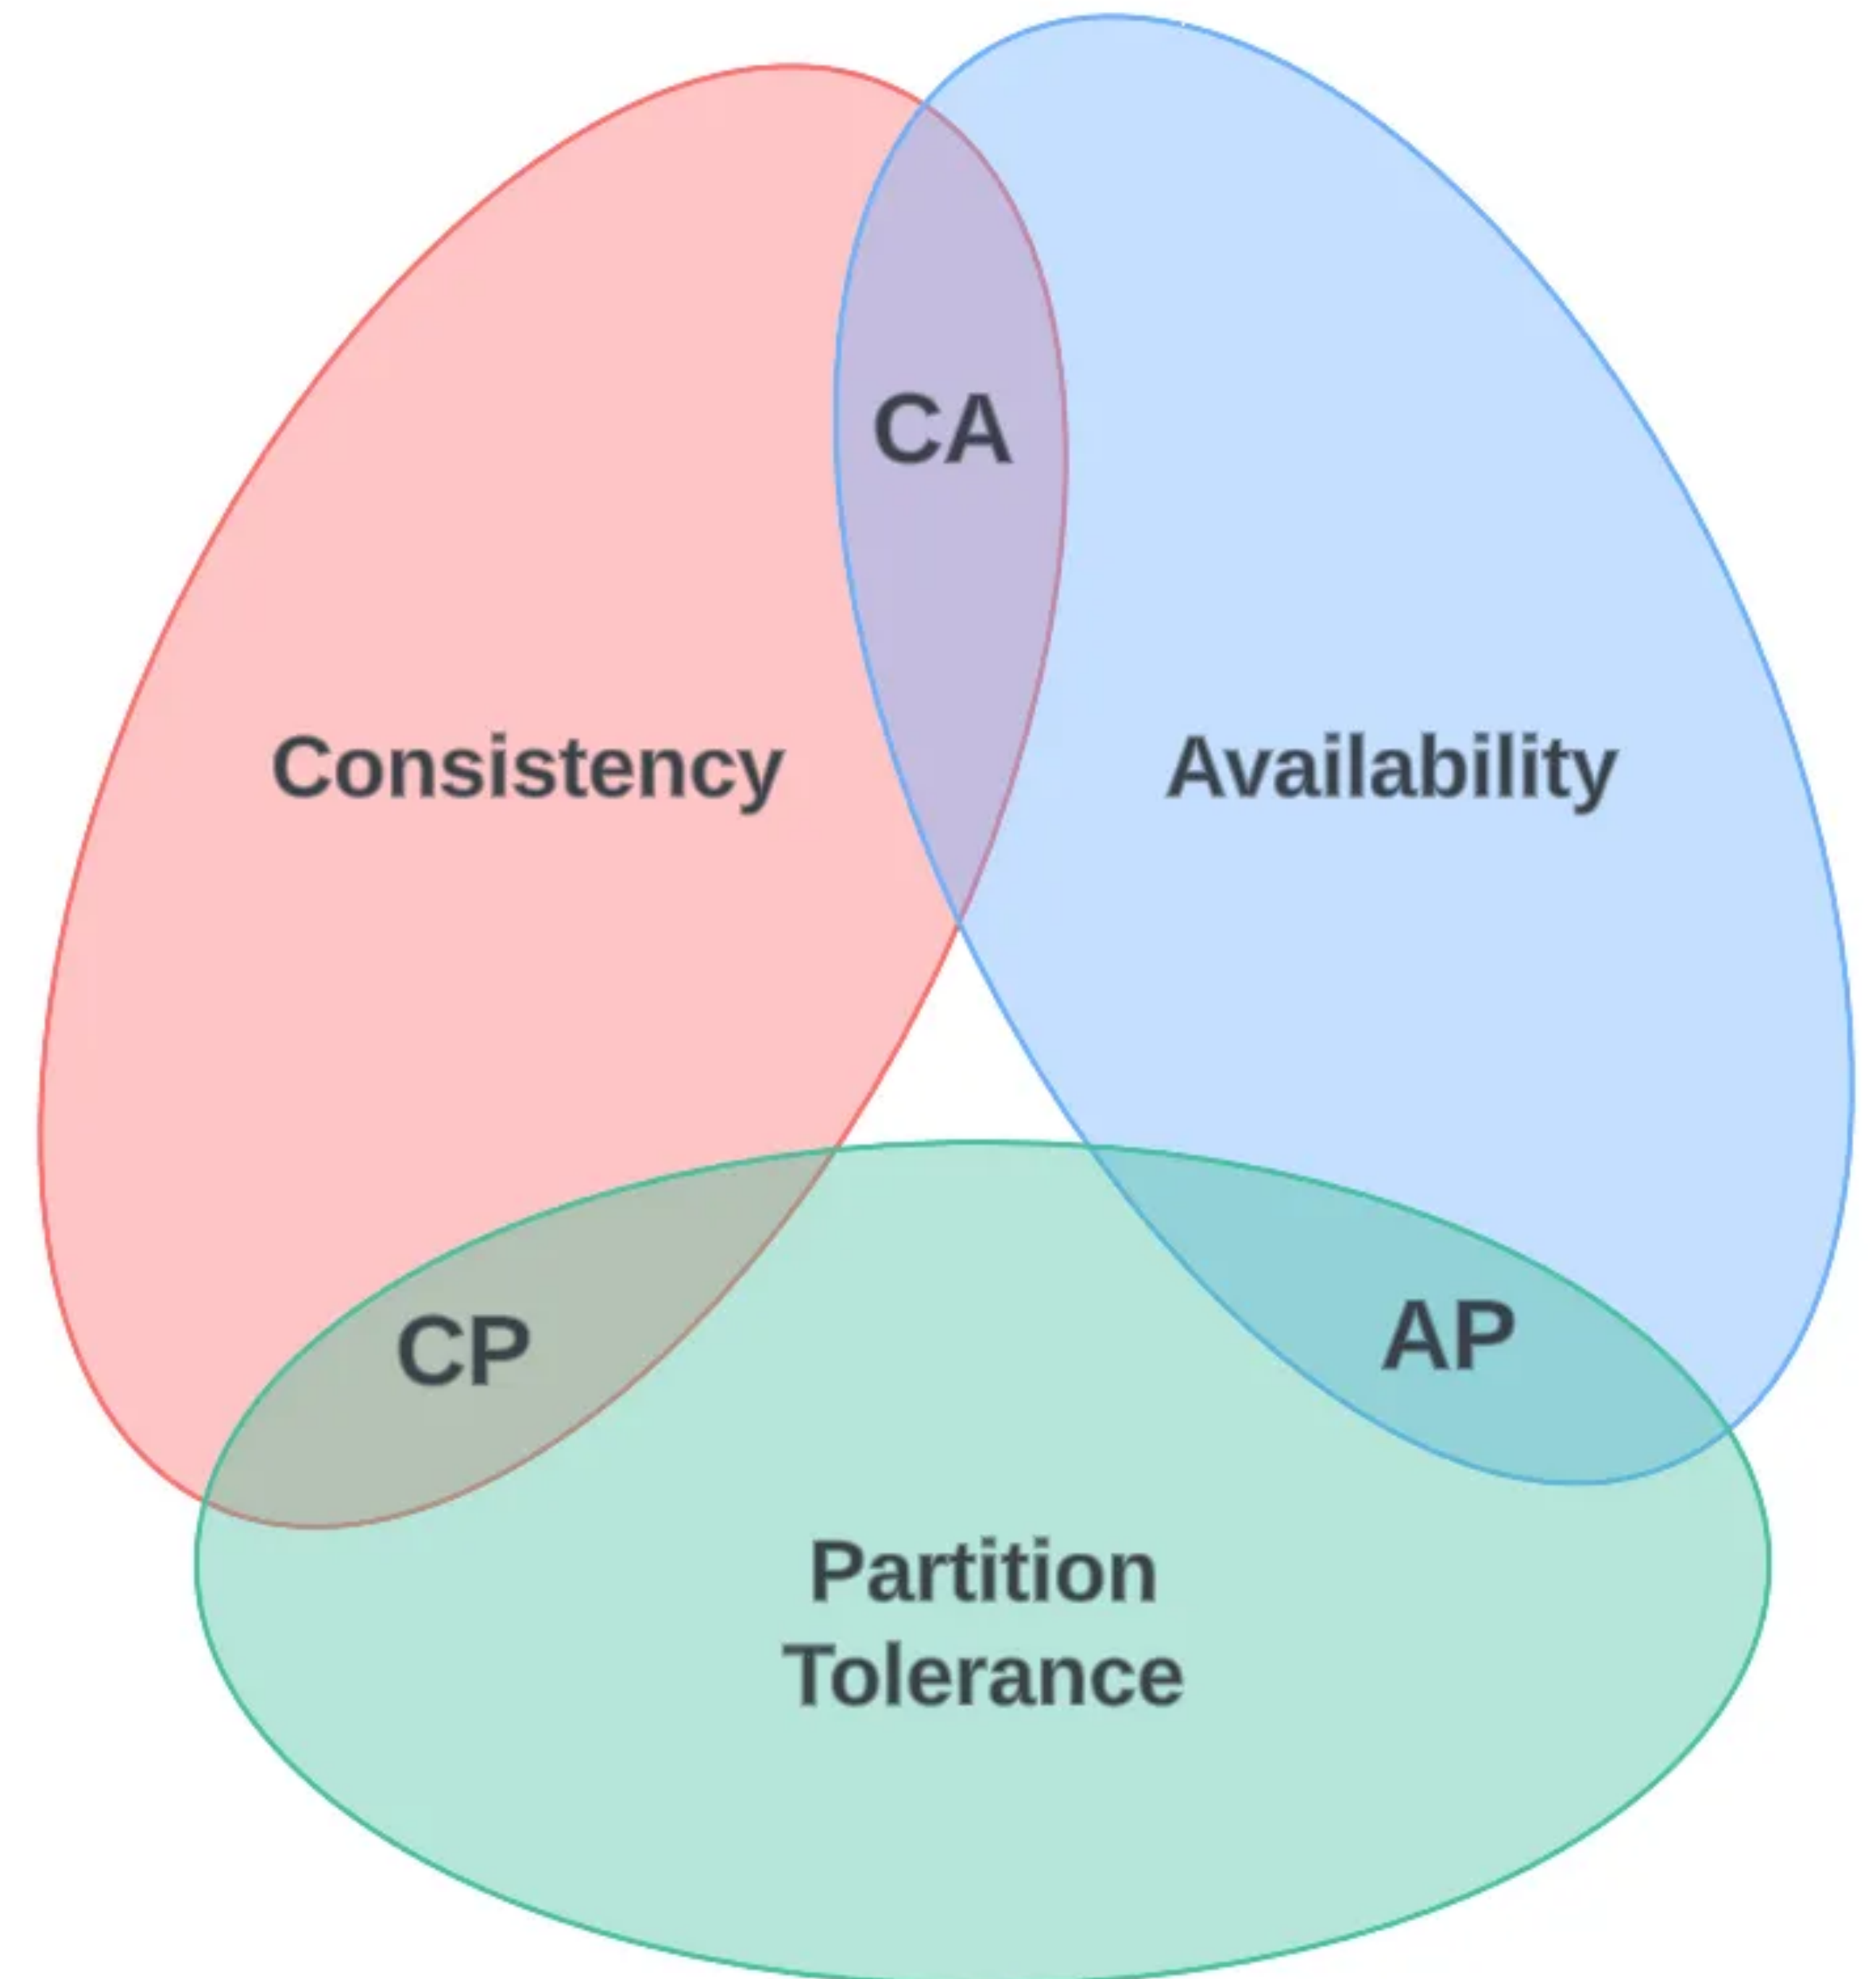 CA
Consistency
Availability
CP
AP
Partition
Tolerance